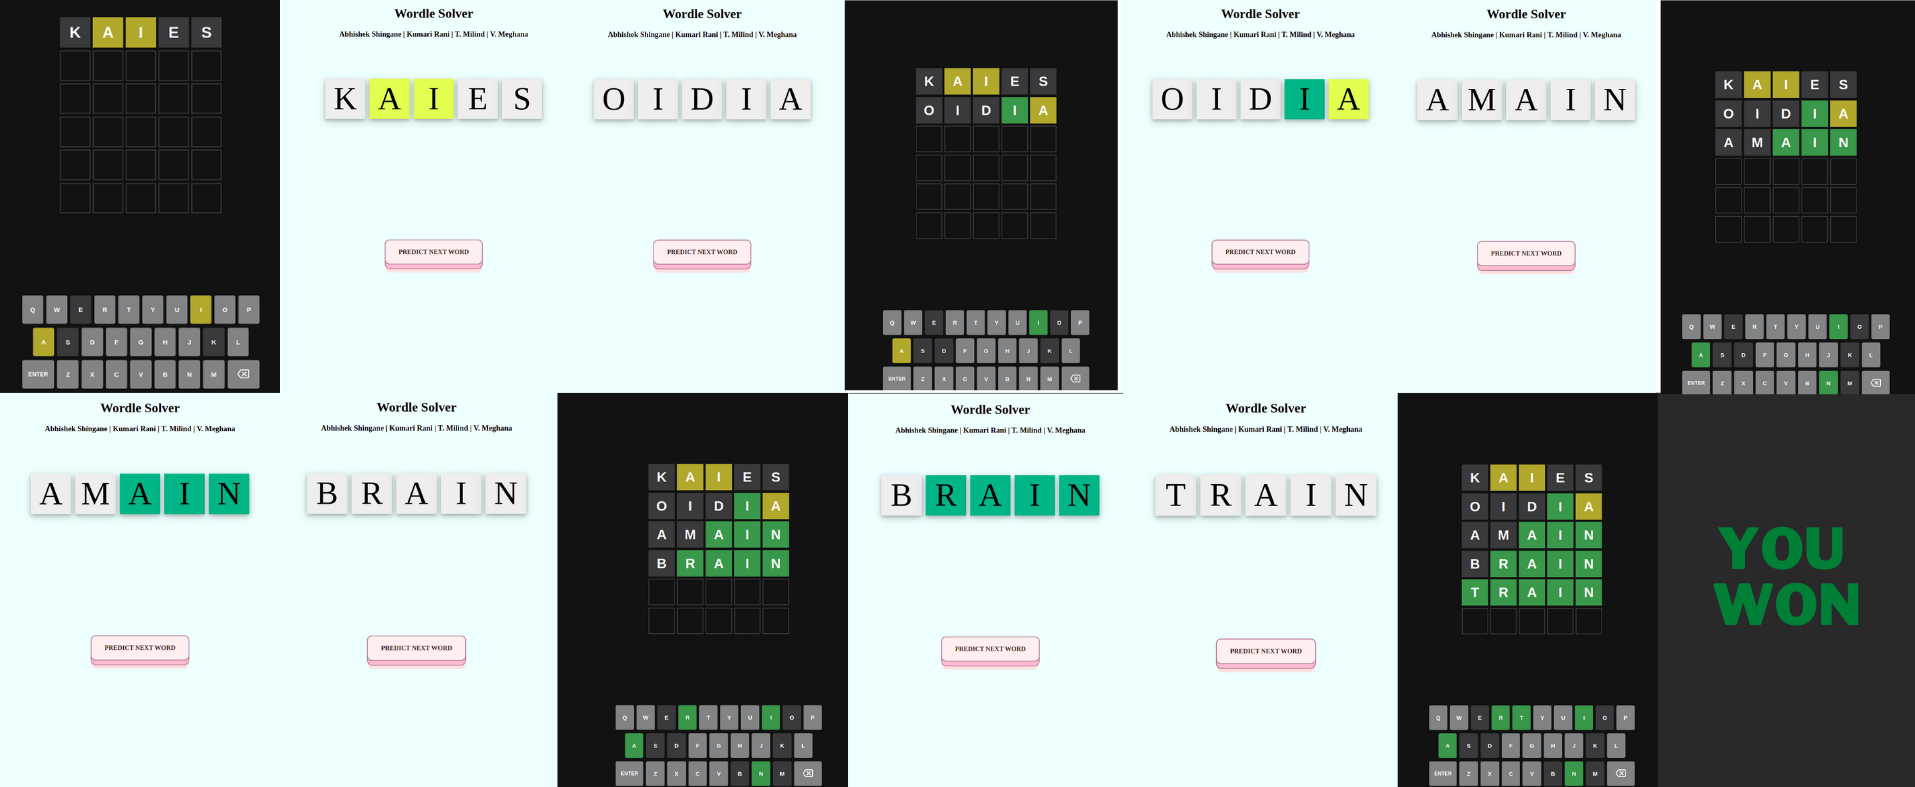 K A I E S
Q W E R T Y U I O P
A S D F G H J K L
ENTER Z X C V B N M
Wordle Solver
Abhishek Shingane | Kumari Rani | T. Milind | V. Meghana
K A I E S
PREDICT NEXT WORD
Wordle Solver
Abhishek Shingane | Kumari Rani | T. Milind | V. Meghana
O I D I A
PREDICT NEXT WORD
K A I E S
O I D I A
Q W E R T Y U I O P
A S D F G H J K L
ENTER Z X C V B N M
Wordle Solver
Abhishek Shingane | Kumari Rani | T. Milind | V. Meghana
O I D I A
PREDICT NEXT WORD
Wordle Solver
Abhishek Shingane | Kumari Rani | T. Milind | V. Meghana
A M A I N
PREDICT NEXT WORD
K A I E S
O I D I A
A M A I N
Q W E R T Y U I O P
A S D F G H J K L
ENTER Z X C V B N M
Wordle Solver
Abhishek Shingane | Kumari Rani | T. Milind | V. Meghana
A M A I N
PREDICT NEXT WORD
Wordle Solver
Abhishek Shingane | Kumari Rani | T. Milind | V. Meghana
B R A I N
PREDICT NEXT WORD
K A I E S
O I D I A
A M A I N
B R A I N
Q W E R T Y U I O P
A S D F G H J K L
ENTER Z X C V B N M
Wordle Solver
Abhishek Shingane | Kumari Rani | T. Milind | V. Meghana
B R A I N
PREDICT NEXT WORD
Wordle Solver
Abhishek Shingane | Kumari Rani | T. Milind | V. Meghana
T R A I N
PREDICT NEXT WORD
K A I E S
O I D I A
A M A I N
B R A I N
T R A I N
Q W E R T Y U I O P
A S D F G H J K L
ENTER Z X C V B N M
YOU
WON